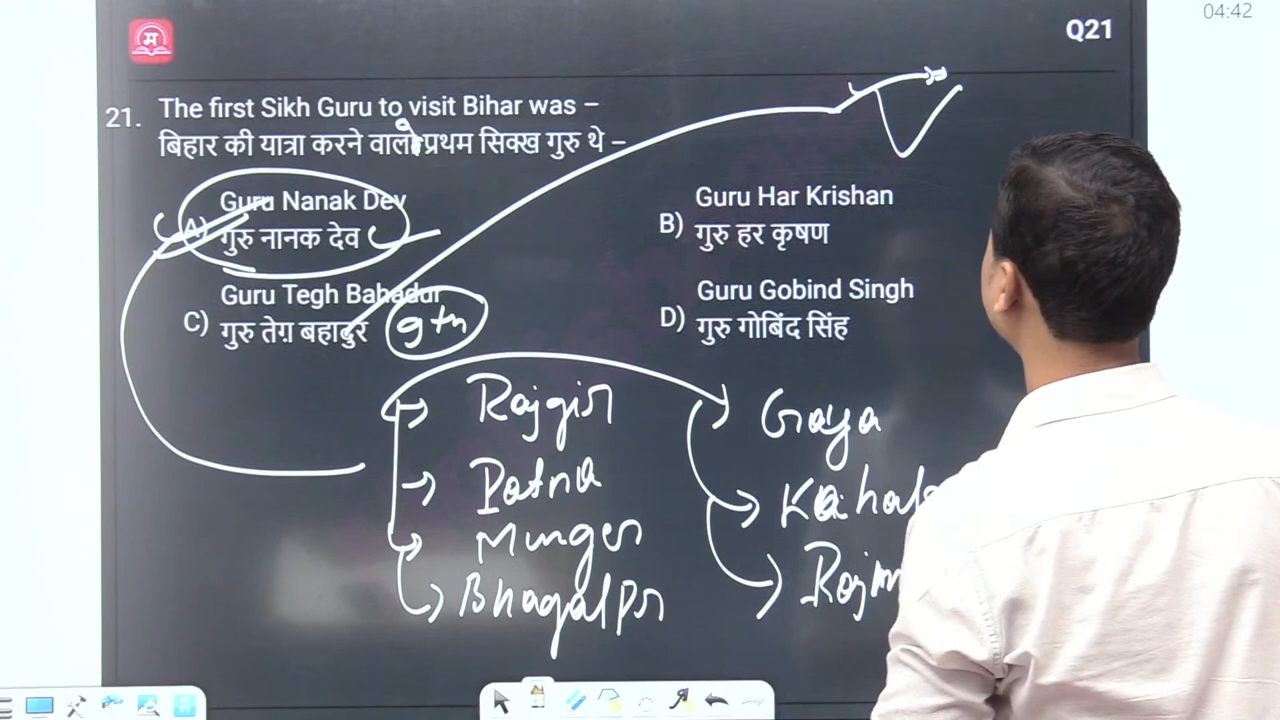 04:42
म
Q21
21. The first Sikh Guru to visit Bihar was –
बिहार की यात्रा करने वाले प्रथम सिक्ख गुरु थे –
A) Guru Nanak Dev
गुरु नानक देव
B) Guru Har Krishan
गुरु हर कृषण
C) Guru Tegh Bahadur
गुरु तेग़ बहादुर
9th
D) Guru Gobind Singh
गुरु गोबिंद सिंह
Rajgir
Gaya
Patna
Munger
Bhagalpr